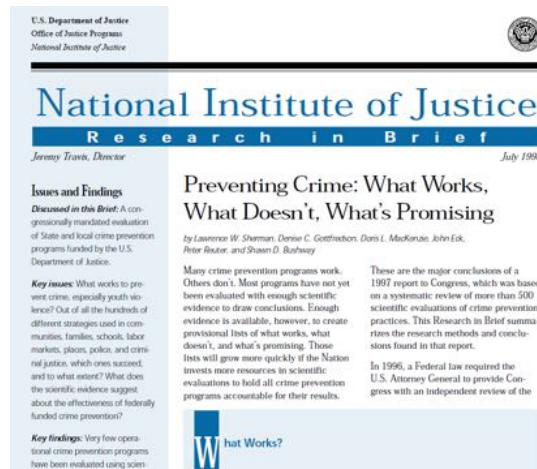 U.S. Department of Justice
Office of Justice Programs
National Institute of Justice
National Institute of Justice
Research in Brief
Jeremy Travis, Director
July
Issues and Findings
Discussed in this Brief: A con-
gressionally mandated evaluation
of State and local crime prevention
programs funded by the U.S.
Department of Justice.
Key issues: What works to pre-
vent crime, especially youth vio-
lence? Out of all the hundreds of
different strategies used in com-
munities, families, schools, labor
markets, places, police, and crimi-
nal justice, which ones succeed,
and to what extent? What does
the scientific evidence suggest
about the effectiveness of federally
funded crime prevention?
Key findings: Very few opera-
tional crime prevention programs
have been evaluated using scien-
Preventing Crime: What Works,
What Doesn't, What's Promising
by Lawrence W. Sherman, Denise C. Gottfredson, Doris L. MacKenzie, John Eck,
Peter Reuter, and Shawn D. Bushway
Many crime prevention programs work.
Others don't. Most programs have not yet
been evaluated with enough scientific
evidence to draw conclusions. Enough
evidence is available, however, to create
provisional lists of what works, what
doesn't, and what's promising. Those
lists will grow more quickly if the Nation
invests more resources in scientific
evaluations to hold all crime prevention
programs accountable for their results.
These are the major conclusions of a
1997 report to Congress, which was based
on a systematic review of more than 500
scientific evaluations of crime prevention
practices. This Research in Brief summa-
rizes the research methods and conclu-
sions found in that report.
In 1996, a Federal law required the
U.S. Attorney General to provide Con-
gress with an independent review of the
What Works?